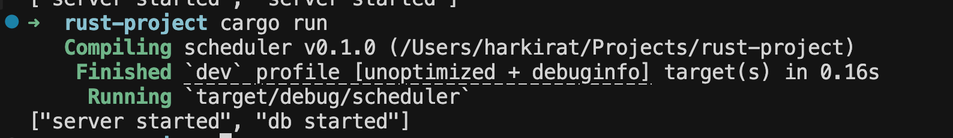 ["server started", "server started"]
➜ rust-project cargo run
Compiling scheduler v0.1.0 (/Users/harkirat/Projects/rust-project)
Finished `dev` profile [unoptimized + debuginfo] target(s) in 0.16s
Running `target/debug/scheduler`
["server started", "db started"]